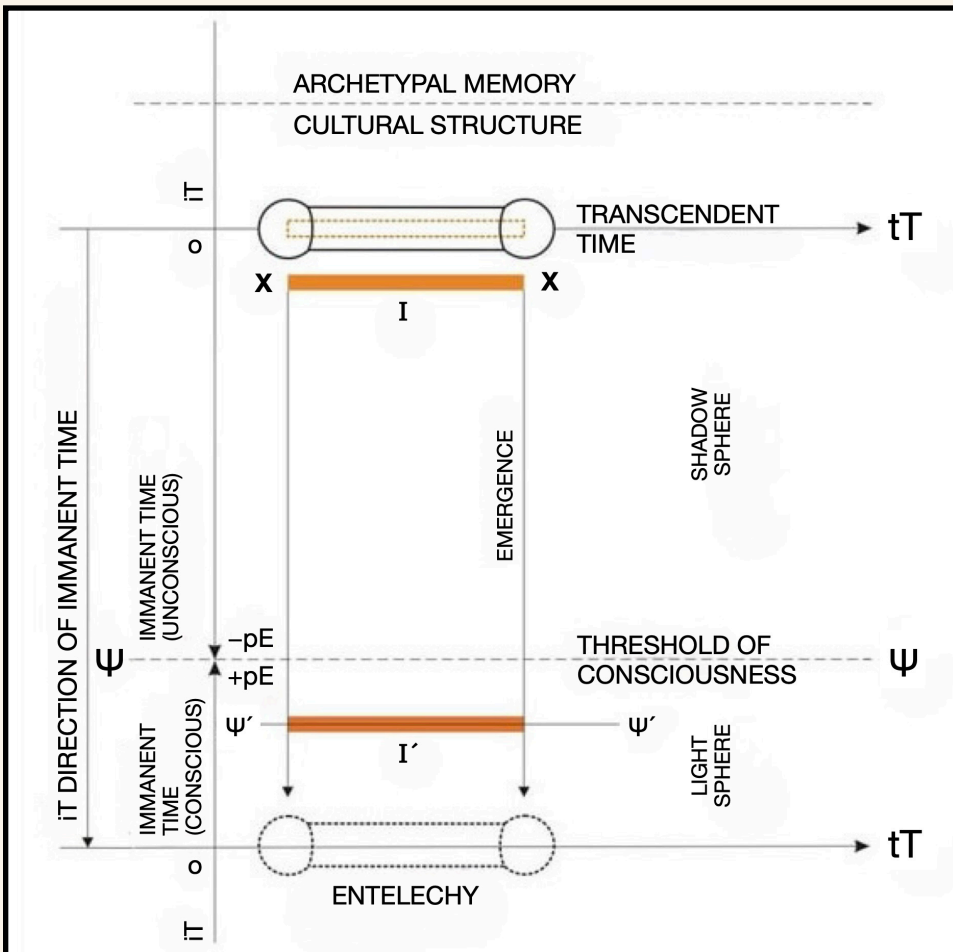 ARCHETYPAL MEMORY
CULTURAL STRUCTURE
iT
o
TRANSCENDENT
TIME
tT
X
X
I
SHADOW
SPHERE
EMERGENCE
iT DIRECTION OF IMMANENT TIME
IMMANENT TIME
(UNCONSCIOUS)
–pE
THRESHOLD OF
CONSCIOUSNESS
Ψ
Ψ
+pE
Ψ´
Ψ´
I´
IMMANENT
TIME
(CONSCIOUS)
LIGHT
SPHERE
tT
o
ENTELECHY
iT